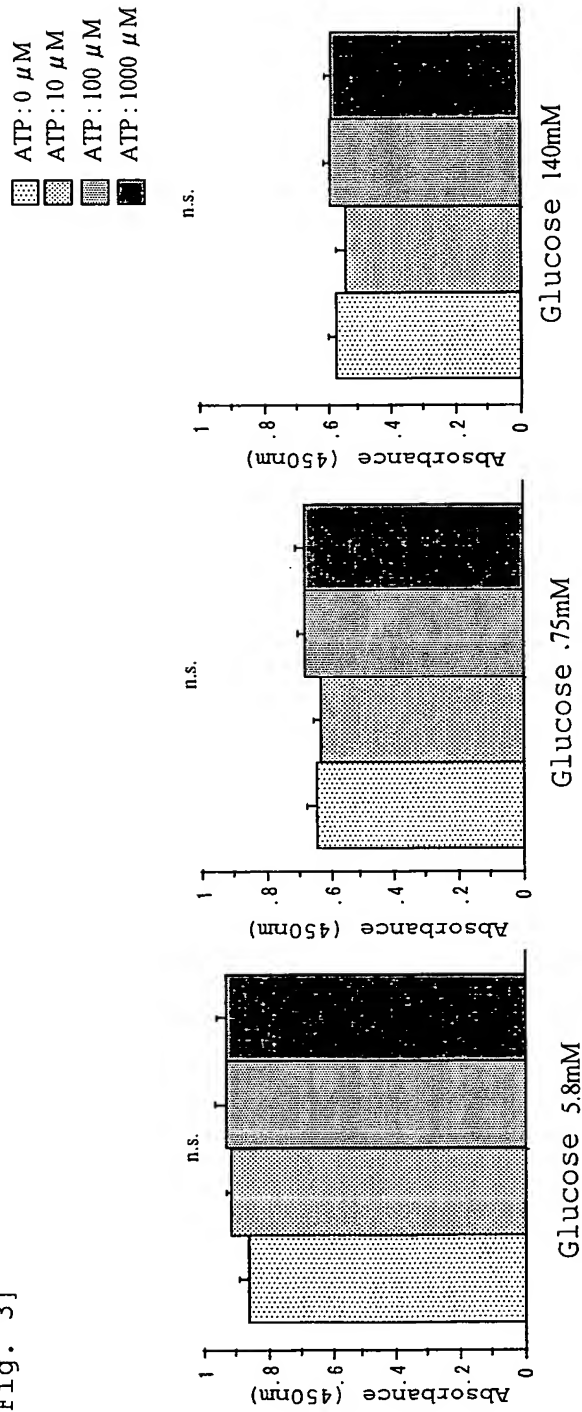 Fig. 3]
ATP : 0 μM
ATP : 10 μM
ATP : 100 μM
ATP : 1000 μM
n.s.
Absorbance (450nm)
1
.8
.6
.4
.2
0
Glucose 5.8mM
n.s.
Absorbance (450nm)
1
.8
.6
.4
.2
0
Glucose .75mM
n.s.
Absorbance (450nm)
1
.8
.6
.4
.2
0
Glucose 140mM